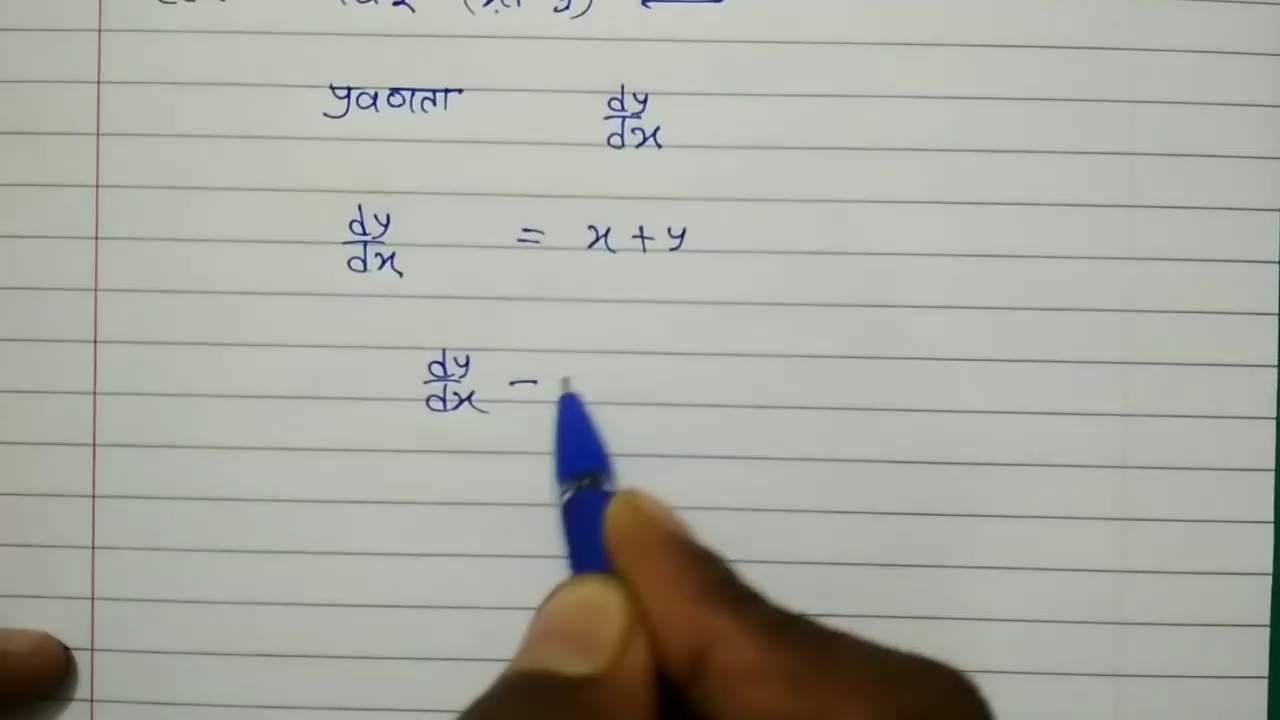 (x, y)
प्रवणता dy/dx
dy/dx = x + y
dy/dx −